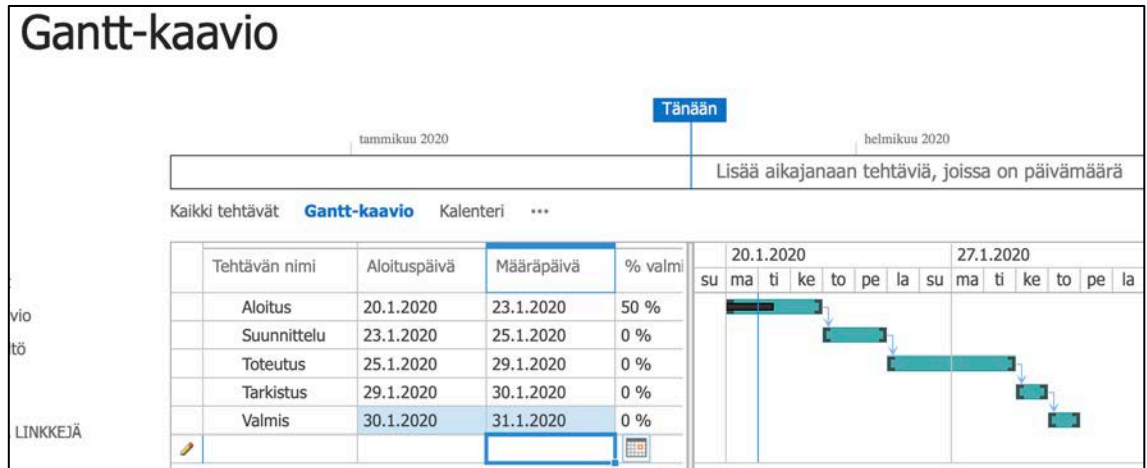 Gantt-kaavio
Tänään
tammikuu 2020 helmikuu 2020
Lisää aikajanaan tehtäviä, joissa on päivämäärä
Kaikki tehtävät Gantt-kaavio Kalenteri ...
20.1.2020 27.1.2020
Tehtävän nimi Aloituspäivä Määräpäivä % valmi
su ma ti ke to pe la su ma ti ke to pe la
Aloitus 20.1.2020 23.1.2020 50 %
vio
Suunnittelu 23.1.2020 25.1.2020 0 %
tö
Toteutus 25.1.2020 29.1.2020 0 %
Tarkistus 29.1.2020 30.1.2020 0 %
Valmis 30.1.2020 31.1.2020 0 %
LINKKEJÄ